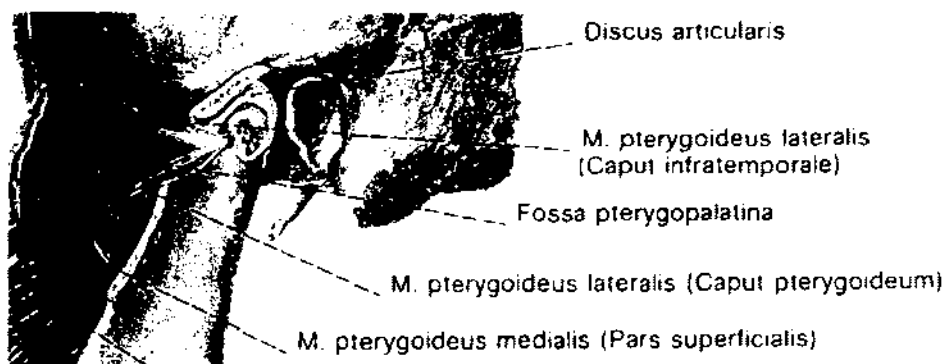 Discus articularis
M. pterygoideus lateralis
(Caput infratemporale)
Fossa pterygopalatina
M. pterygoideus lateralis (Caput pterygoideum)
M. pterygoideus medialis (Pars superficialis)